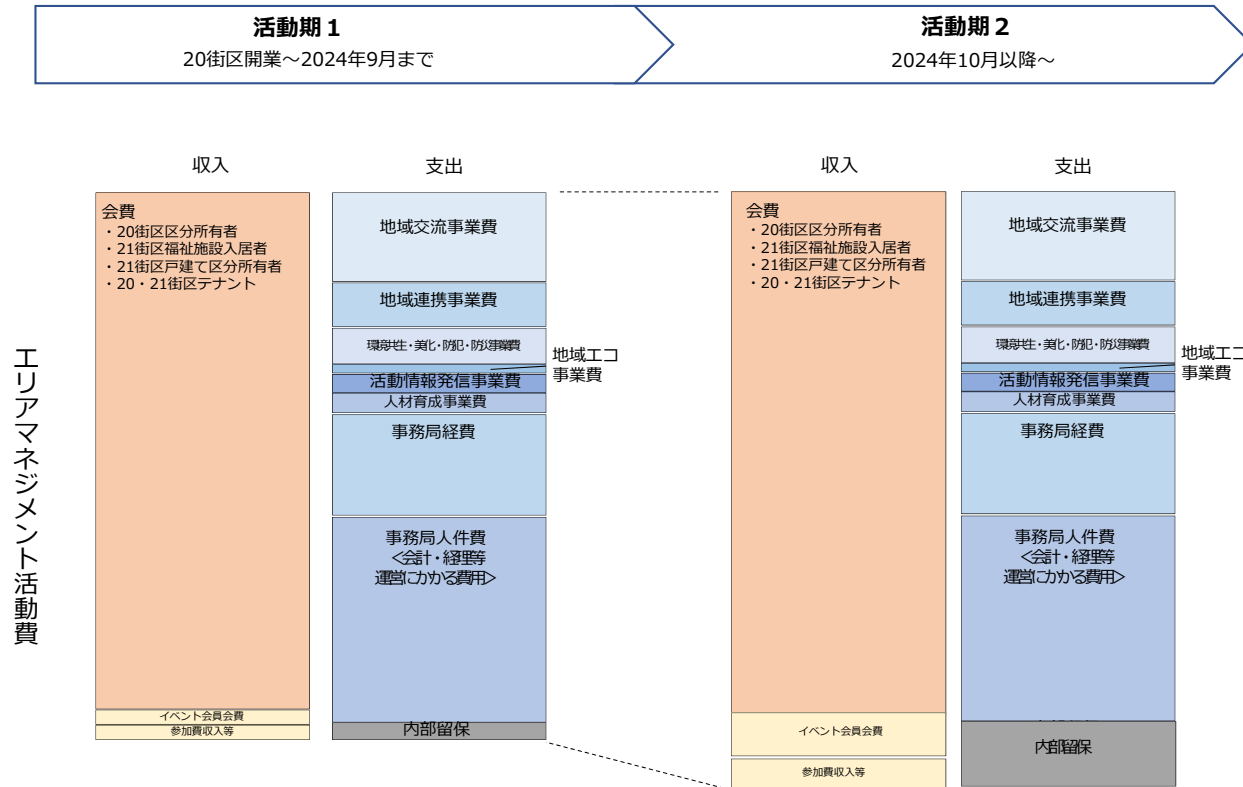 活動期1
20街区開業～2024年9月まで
活動期2
2024年10月以降～
エリアマネジメント活動費
収入
支出
会費
・20街区区分所有者
・21街区福祉施設入居者
・21街区戸建て区分所有者
・20・21街区テナント
イベント会員会費
参加費収入等
地域交流事業費
地域連携事業費
環境共生・美化・防犯・防災事業費
地域エコ
事業費
活動情報発信事業費
人材育成事業費
事務局経費
事務局人件費
<会計・経理等
運営にかかる費用>
内部留保
収入
支出
会費
・20街区区分所有者
・21街区福祉施設入居者
・21街区戸建て区分所有者
・20・21街区テナント
イベント会員会費
参加費収入等
地域交流事業費
地域連携事業費
環境共生・美化・防犯・防災事業費
地域エコ
事業費
活動情報発信事業費
人材育成事業費
事務局経費
事務局人件費
<会計・経理等
運営にかかる費用>
内部留保